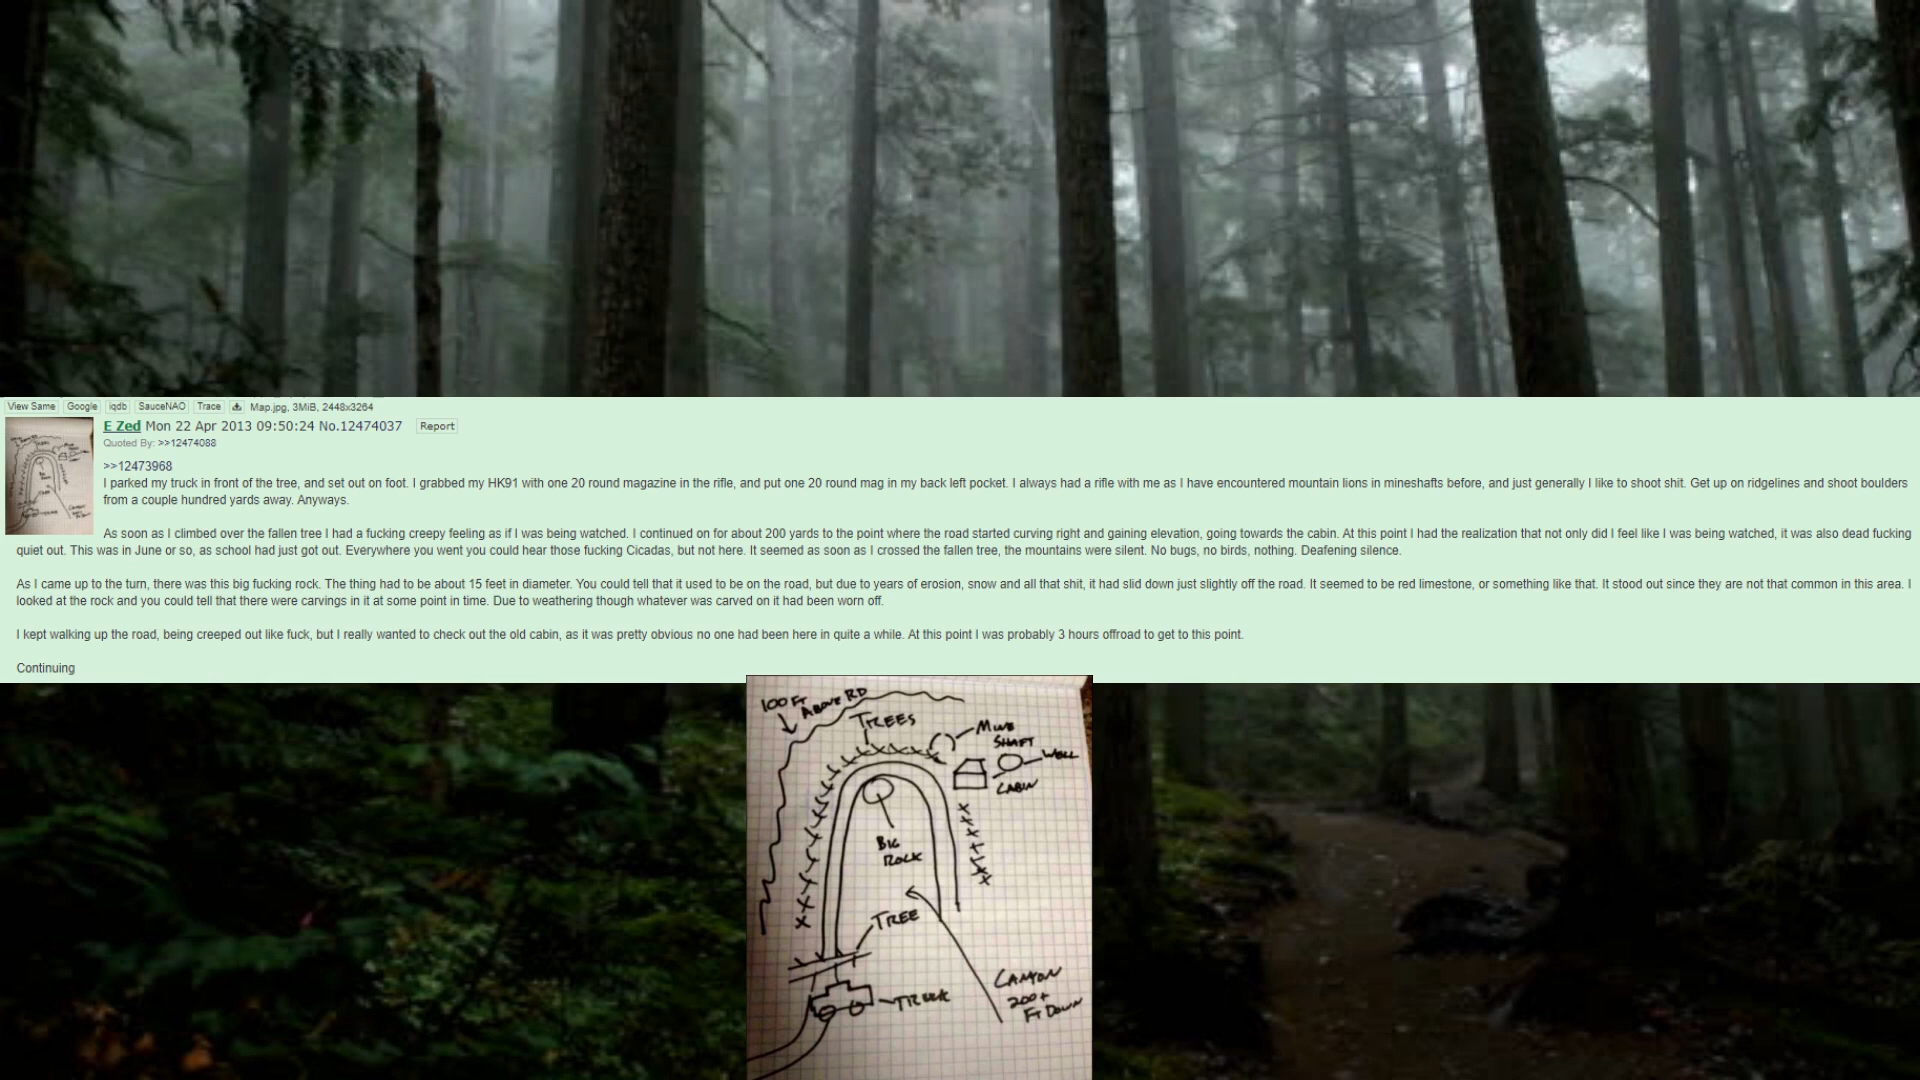 View Same Google iqdb SauceNAO Trace Map.jpg, 3MiB, 2448x3264
E Zed Mon 22 Apr 2013 09:50:24 No.12474037 Report
Quoted By: >>12474088
>>12473968
I parked my truck in front of the tree, and set out on foot. I grabbed my HK91 with one 20 round magazine in the rifle, and put one 20 round mag in my back left pocket. I always had a rifle with me as I have encountered mountain lions in mineshafts before, and just generally I like to shoot shit. Get up on ridgelines and shoot boulders
from a couple hundred yards away. Anyways.
As soon as I climbed over the fallen tree I had a fucking creepy feeling as if I was being watched. I continued on for about 200 yards to the point where the road started curving right and gaining elevation, going towards the cabin. At this point I had the realization that not only did I feel like I was being watched, it was also dead fucking
quiet out. This was in June or so, as school had just got out. Everywhere you went you could hear those fucking Cicadas, but not here. It seemed as soon as I crossed the fallen tree, the mountains were silent. No bugs, no birds, nothing. Deafening silence.
As I came up to the turn, there was this big fucking rock. The thing had to be about 15 feet in diameter. You could tell that it used to be on the road, but due to years of erosion, snow and all that shit, it had slid down just slightly off the road. It seemed to be red limestone, or something like that. It stood out since they are not that common in this area. I
looked at the rock and you could tell that there were carvings in it at some point in time. Due to weathering though whatever was carved on it had been worn off.
I kept walking up the road, being creeped out like fuck, but I really wanted to check out the old cabin, as it was pretty obvious no one had been here in quite a while. At this point I was probably 3 hours offroad to get to this point.
Continuing
100 FT
ABOVE RD
TREES
MINE
SHAFT
WELL
CABIN
BIG
ROCK
TREE
CANYON
200+
FT DOWN
TRUCK